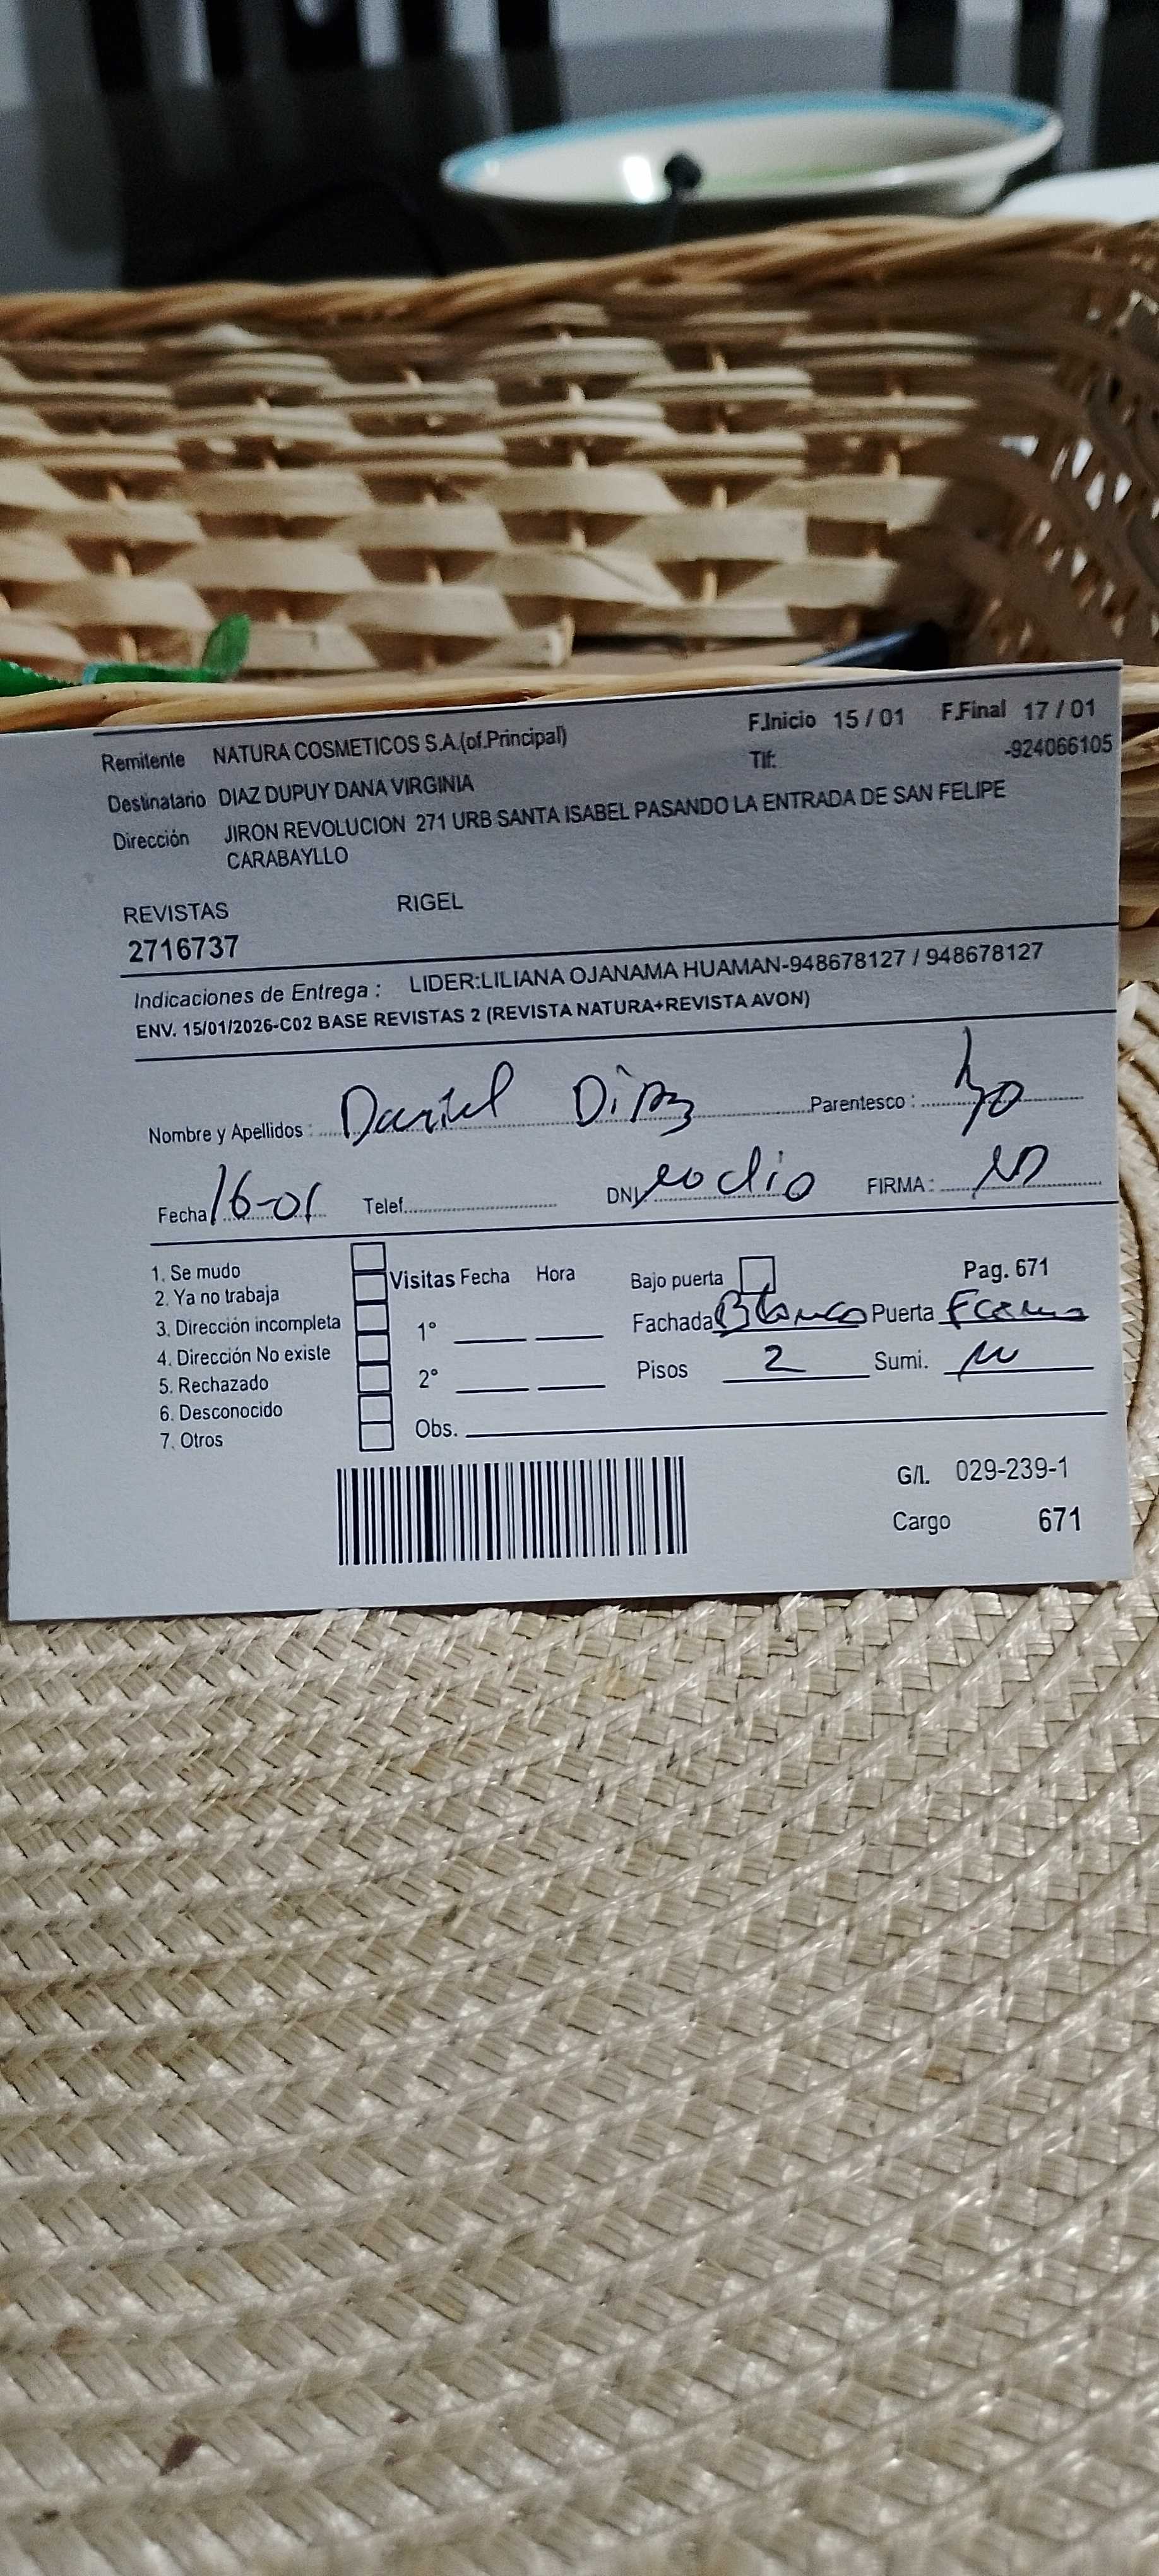 Remitente NATURA COSMETICOS S.A.(of.Principal) F.Inicio 15 / 01 F.Final 17 / 01
Tlf: -924066105
Destinatario DIAZ DUPUY DANA VIRGINIA
Dirección JIRON REVOLUCION 271 URB SANTA ISABEL PASANDO LA ENTRADA DE SAN FELIPE
CARABAYLLO
REVISTAS RIGEL
2716737
Indicaciones de Entrega : LIDER:LILIANA OJANAMA HUAMAN-948678127 / 948678127
ENV. 15/01/2026-C02 BASE REVISTAS 2 (REVISTA NATURA+REVISTA AVON)
Nombre y Apellidos : Daniel Diaz Parentesco :
Fecha 16-01 Telef. DNI no dio FIRMA :
1. Se mudo
2. Ya no trabaja
3. Dirección incompleta
4. Dirección No existe
5. Rechazado
6. Desconocido
7. Otros
Visitas Fecha Hora
1°
2°
Obs.
Bajo puerta Pag. 671
Fachada Blanco Puerta
Pisos 2 Sumi.
G/l. 029-239-1
Cargo 671